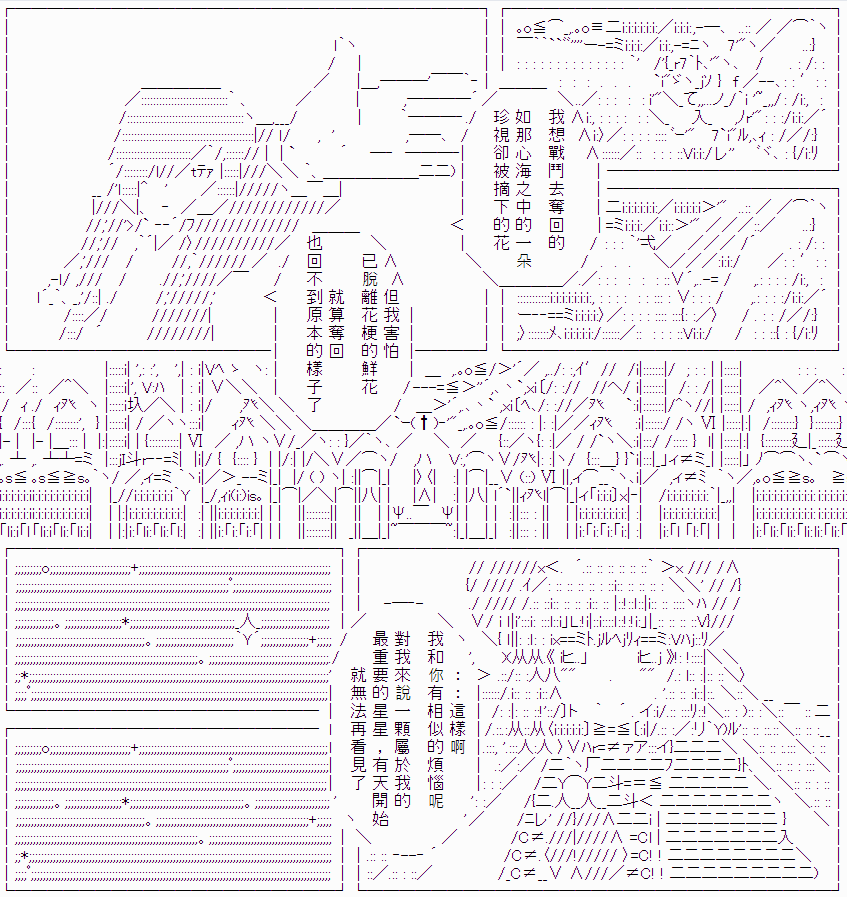 我想戰鬥去奪回的
如那心海之中的一朵
珍視卻被摘下的花
但我害怕
已脫離花梗的鮮花
就算奪回
也回不到原本的樣子了
：：這樣啊
我和你有相似的煩惱呢
對我來說一顆屬於我的
最重要的星星，有天開始
就無法再看見了